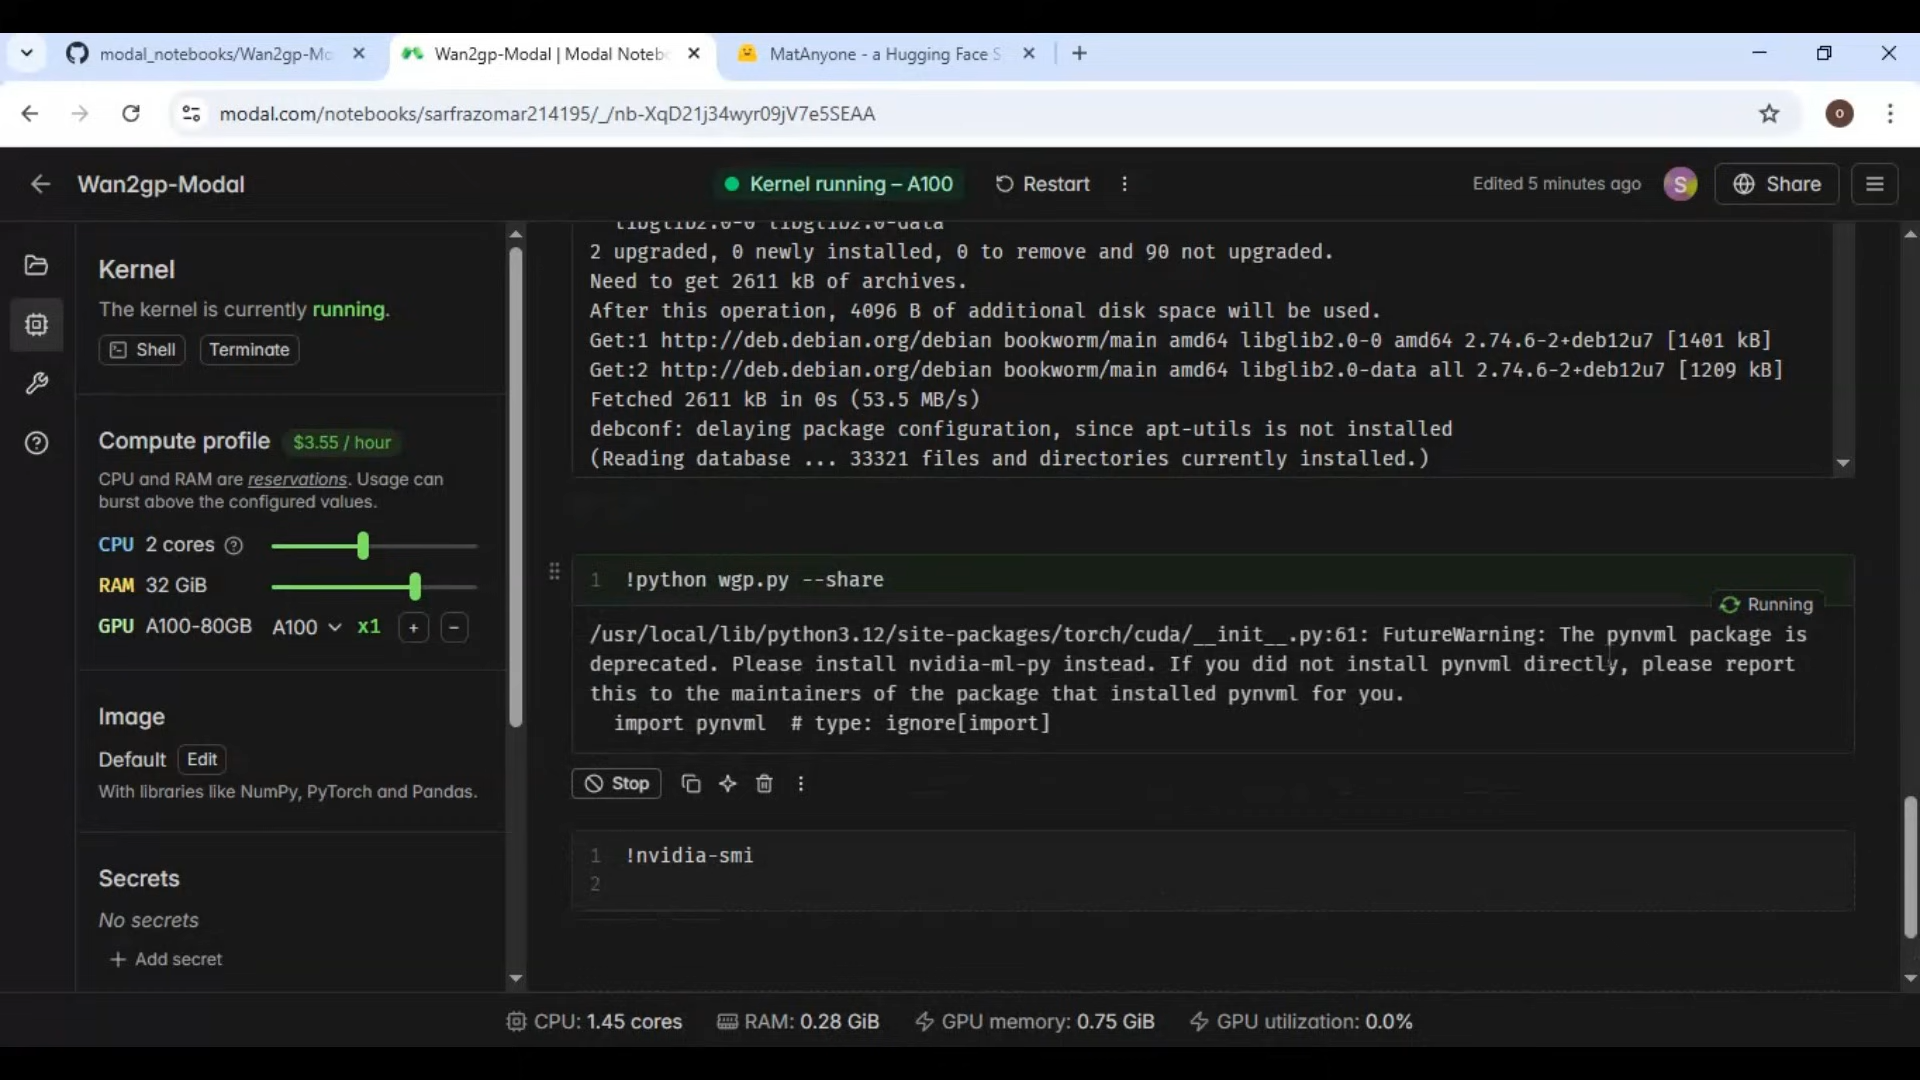 modal_notebooks/Wan2gp-Mo
Wan2gp-Modal | Modal Noteb
MatAnyone - a Hugging Face S
modal.com/notebooks/sarfrazomar214195/_/nb-XqD21j34wyr09jV7e5SEAA
o
Wan2gp-Modal
Kernel running – A100
Restart
Edited 5 minutes ago
S
Share
Kernel
The kernel is currently running.
Shell
Terminate
Compute profile
$3.55 / hour
CPU and RAM are reservations. Usage can
burst above the configured values.
CPU 2 cores
RAM 32 GiB
GPU A100-80GB A100 x1 + -
Image
Default Edit
With libraries like NumPy, PyTorch and Pandas.
Secrets
No secrets
+ Add secret
libglib2.0-0 libglib2.0-data
2 upgraded, 0 newly installed, 0 to remove and 90 not upgraded.
Need to get 2611 kB of archives.
After this operation, 4096 B of additional disk space will be used.
Get:1 http://deb.debian.org/debian bookworm/main amd64 libglib2.0-0 amd64 2.74.6-2+deb12u7 [1401 kB]
Get:2 http://deb.debian.org/debian bookworm/main amd64 libglib2.0-data all 2.74.6-2+deb12u7 [1209 kB]
Fetched 2611 kB in 0s (53.5 MB/s)
debconf: delaying package configuration, since apt-utils is not installed
(Reading database ... 33321 files and directories currently installed.)
1 !python wgp.py --share
Running
/usr/local/lib/python3.12/site-packages/torch/cuda/__init__.py:61: FutureWarning: The pynvml package is
deprecated. Please install nvidia-ml-py instead. If you did not install pynvml directly, please report
this to the maintainers of the package that installed pynvml for you.
import pynvml # type: ignore[import]
Stop
1 !nvidia-smi
2
CPU: 1.45 cores
RAM: 0.28 GiB
GPU memory: 0.75 GiB
GPU utilization: 0.0%